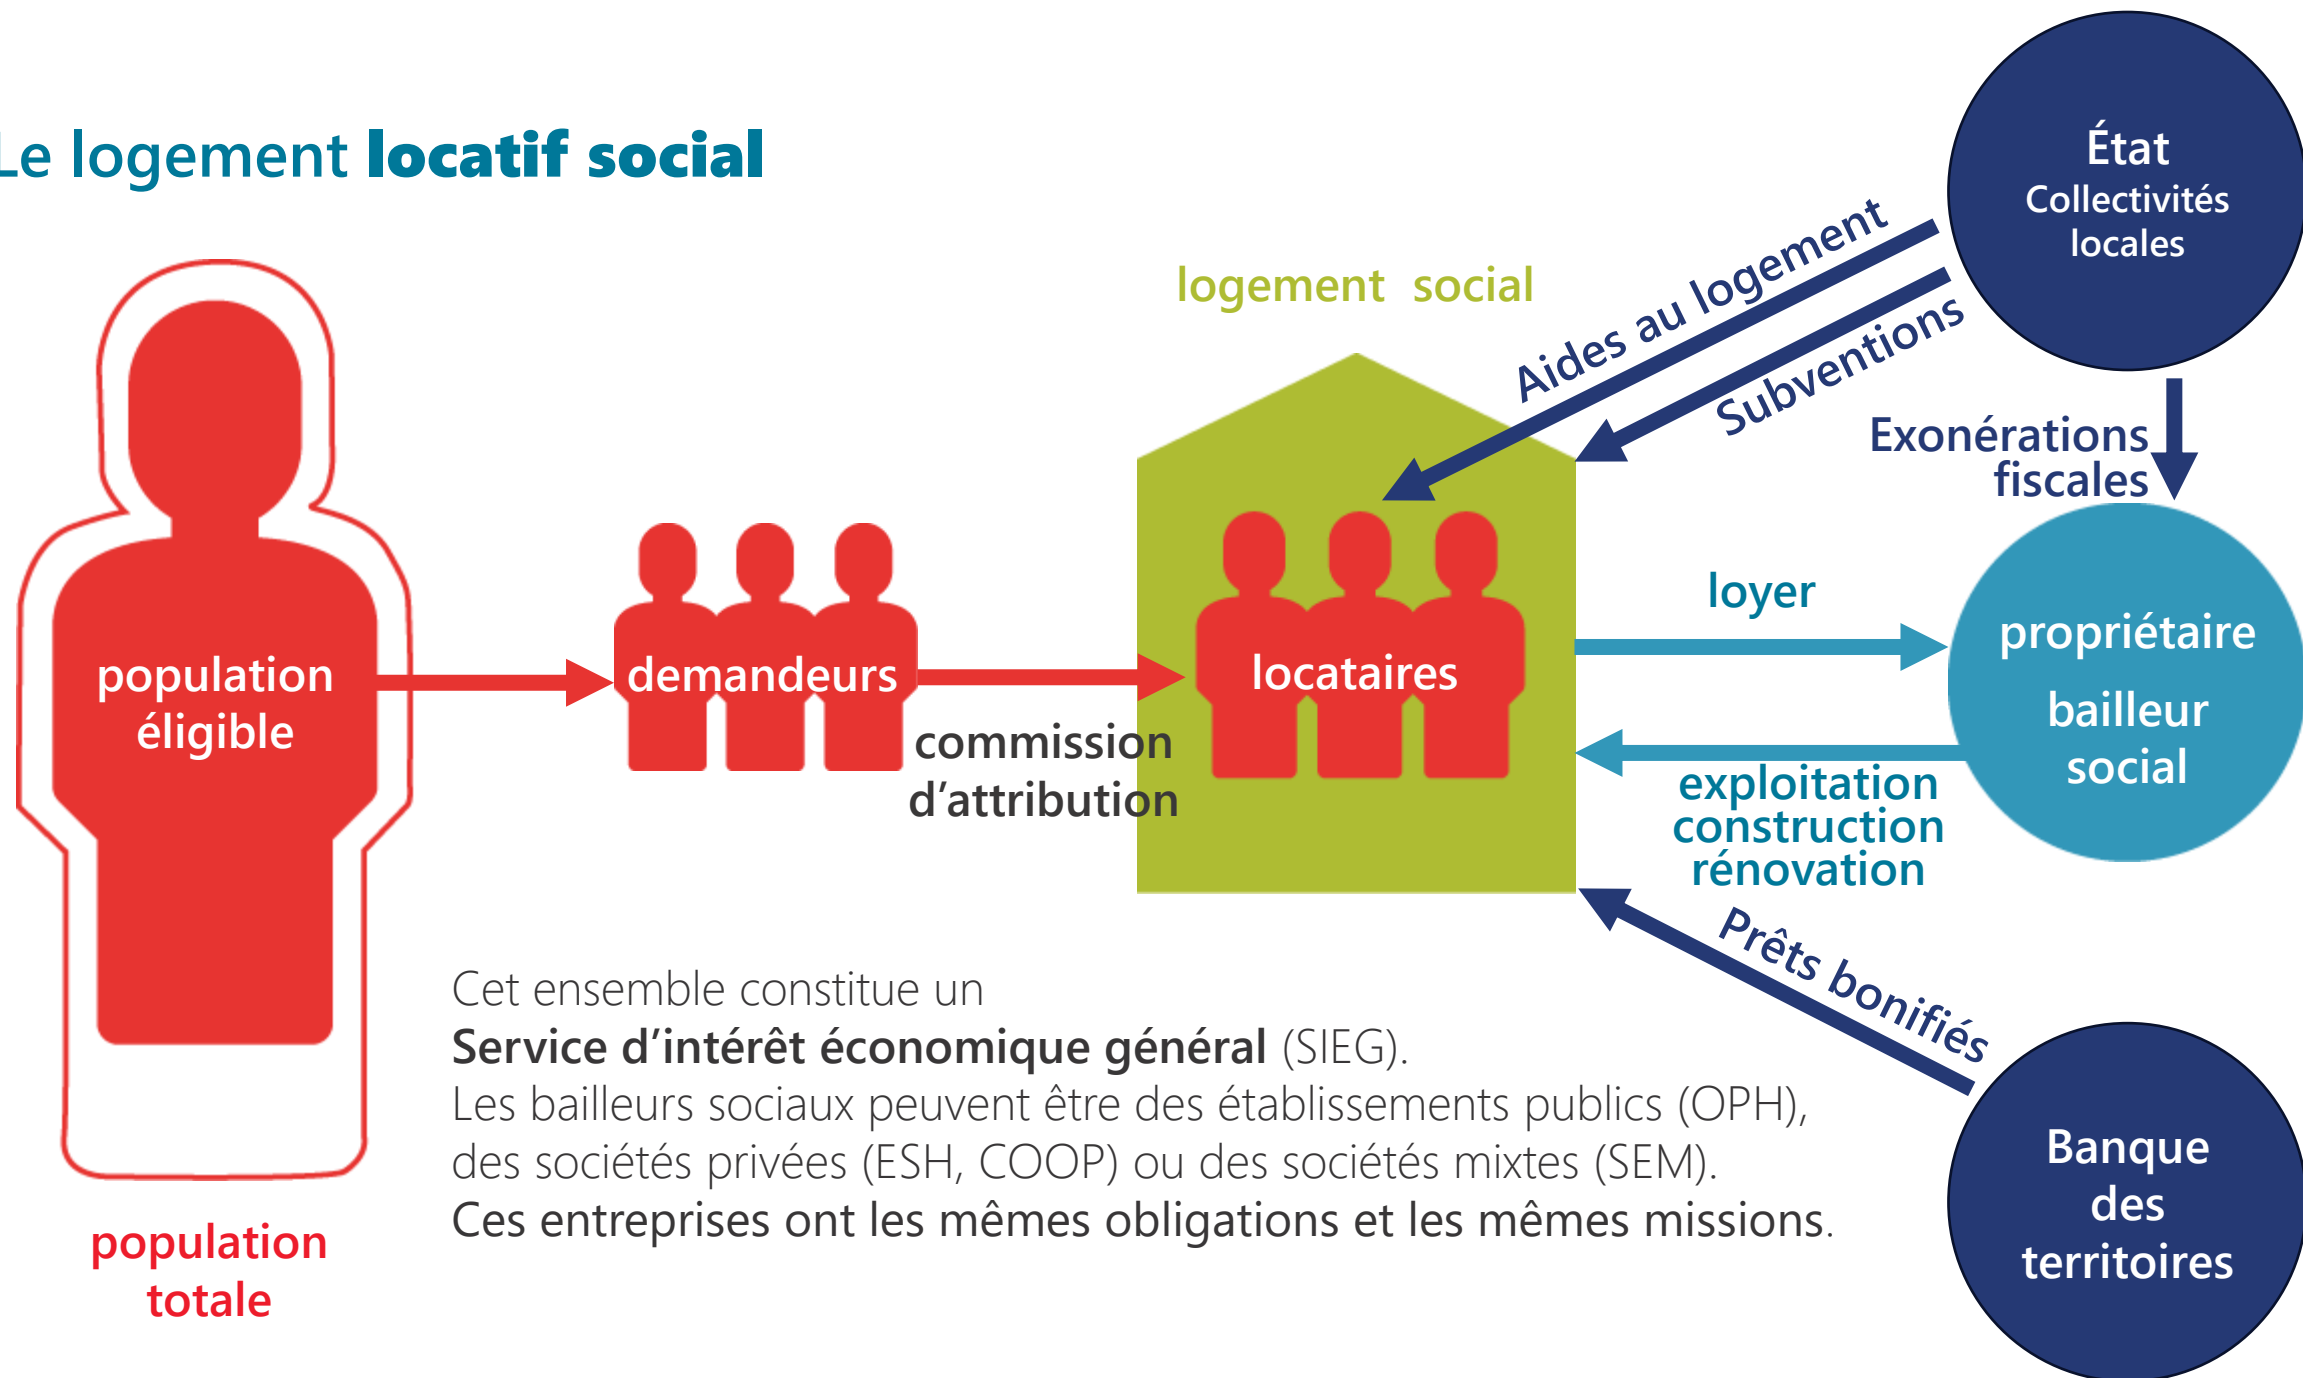 Le logement locatif social
État
Collectivités
locales
Aides au logement
Subventions
logement social
Exonérations
fiscales
loyer
propriétaire
bailleur
social
population
éligible
demandeurs
locataires
commission
d’attribution
exploitation
construction
rénovation
Prêts bonifiés
Cet ensemble constitue un
Service d’intérêt économique général (SIEG).
Les bailleurs sociaux peuvent être des établissements publics (OPH),
des sociétés privées (ESH, COOP) ou des sociétés mixtes (SEM).
Ces entreprises ont les mêmes obligations et les mêmes missions.
Banque
des
territoires
population
totale